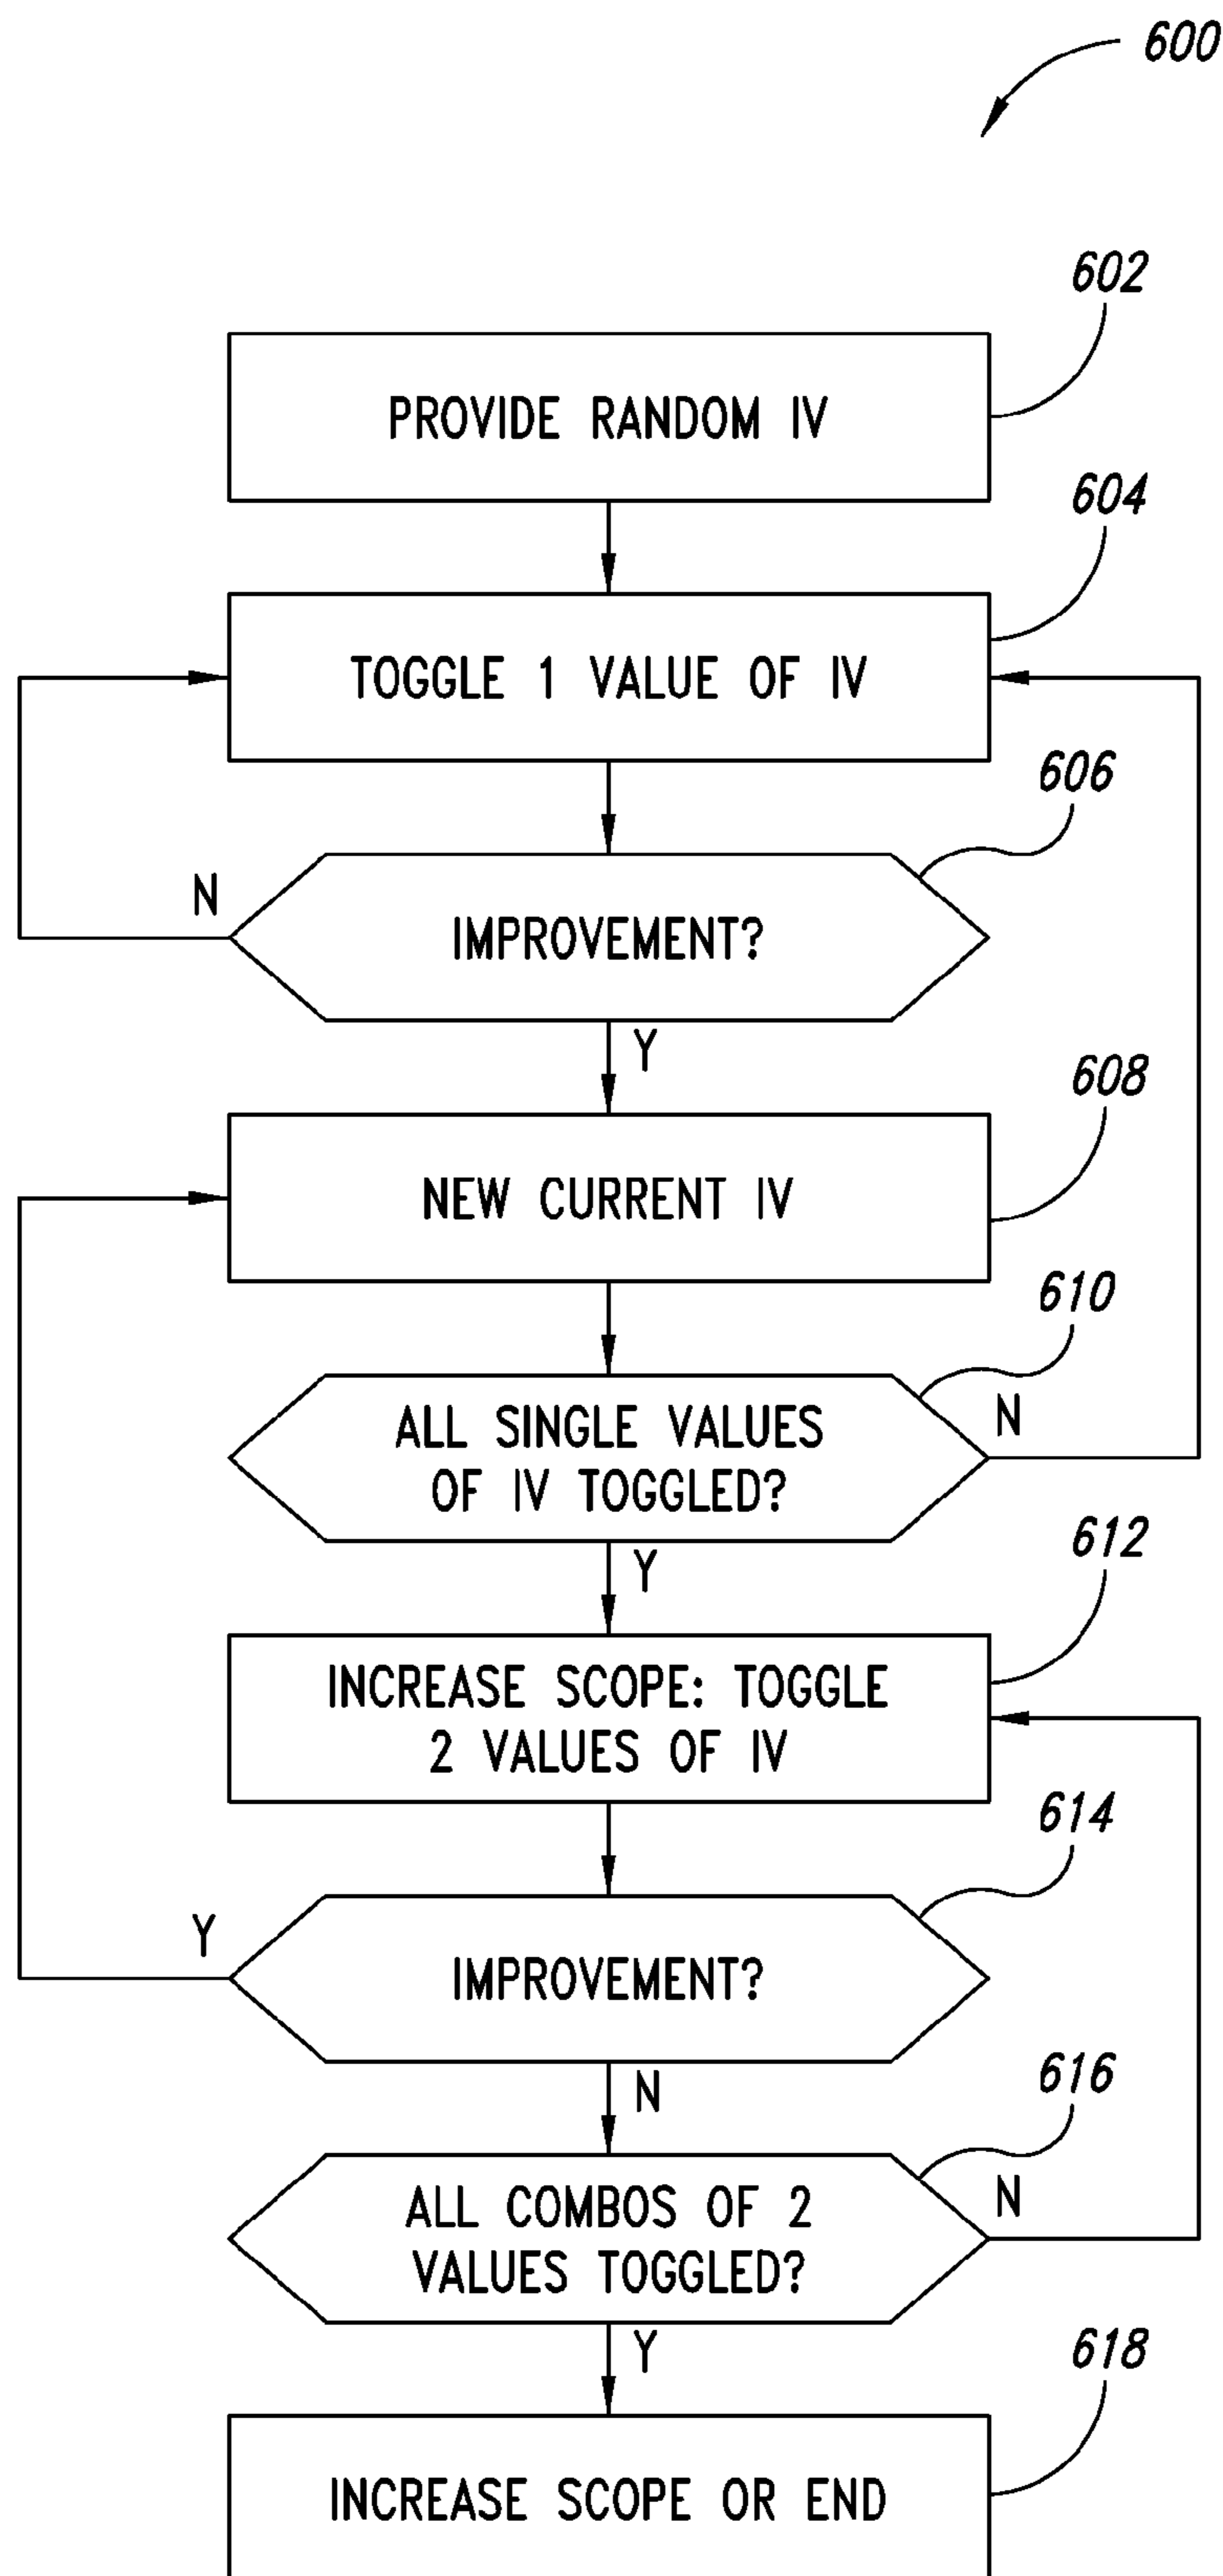 600
602
PROVIDE RANDOM IV
604
TOGGLE 1 VALUE OF IV
606
N
IMPROVEMENT?
Y
608
NEW CURRENT IV
610
ALL SINGLE VALUES
OF IV TOGGLED?
N
Y
612
INCREASE SCOPE: TOGGLE
2 VALUES OF IV
614
Y
IMPROVEMENT?
N
616
ALL COMBOS OF 2
VALUES TOGGLED?
N
Y
618
INCREASE SCOPE OR END